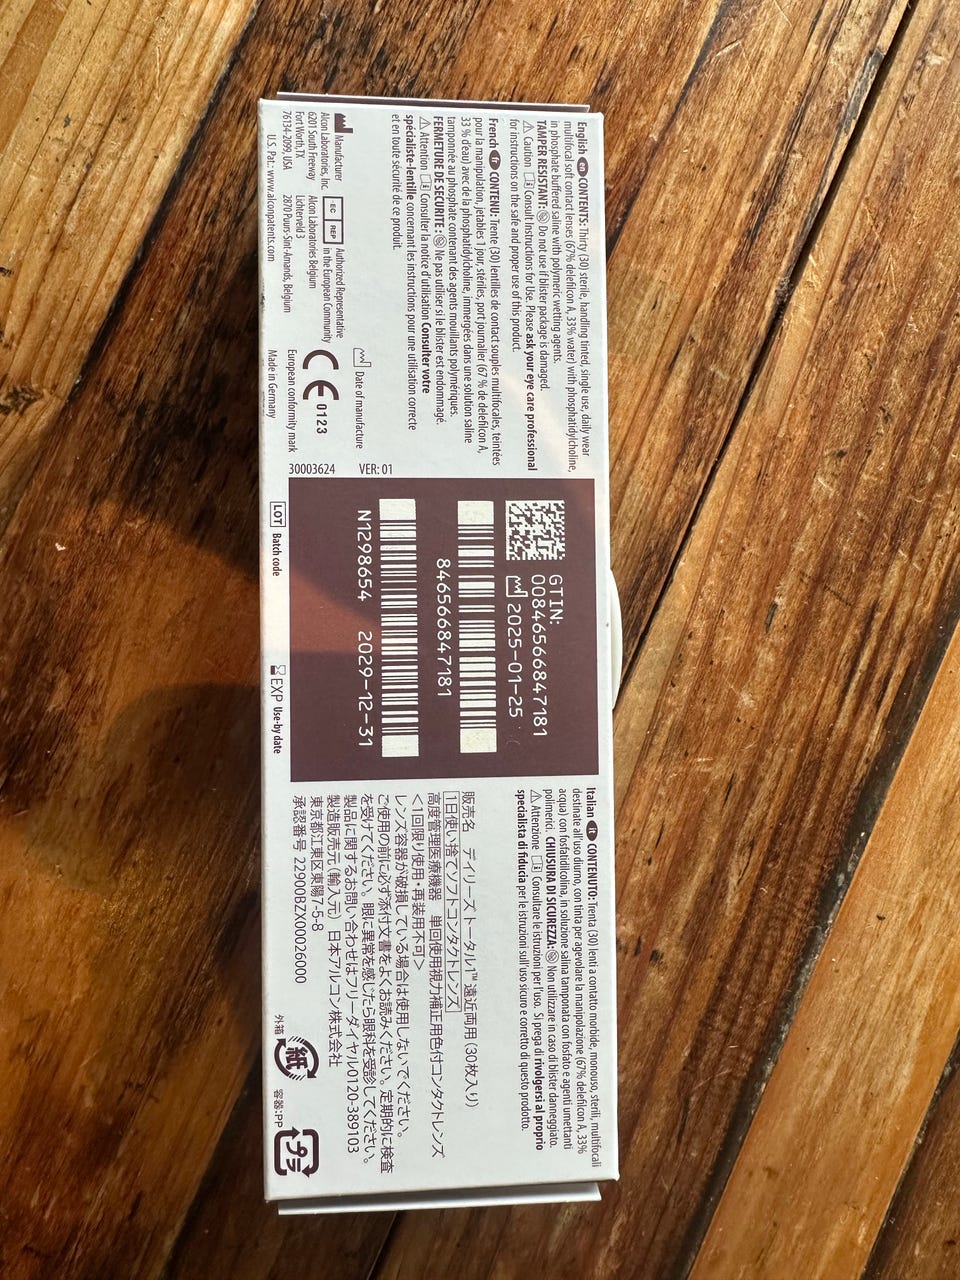 English en CONTENTS: Thirty (30) sterile, handling tinted, single use, daily wear
multifocal soft contact lenses (67% delefilcon A, 33% water) with phosphatidylcholine,
in phosphate buffered saline with polymeric wetting agents.
TAMPER RESISTANT: Do not use if blister package is damaged.
Caution Consult Instructions for Use. Please ask your eye care professional
for instructions on the safe and proper use of this product.
French fr CONTENU: Trente (30) lentilles de contact souples multifocales, teintées
pour la manipulation, jetables 1 jour, stériles, port journalier (67 % de delefilcon A,
33 % d'eau) avec de la phosphatidylcholine, immergées dans une solution saline
tamponnée au phosphate contenant des agents mouillants polymériques.
FERMETURE DE SECURITE : Ne pas utiliser si le blister est endommagé.
Attention Consulter la notice d'utilisation Consulter votre
spécialiste-lentille concernant les instructions pour une utilisation correcte
et en toute sécurité de ce produit.
Date of manufacture
Manufacturer
Alcon Laboratories, Inc.
6201 South Freeway
Fort Worth, TX
76134-2099, USA
U.S. Pat.: www.alconpatents.com
EC REP
Authorized Representative
in the European Community
Alcon Laboratories Belgium
Lichterveld 3
2870 Puurs-Sint-Amands, Belgium
CE 0123
European conformity mark
Made in Germany
VER: 01
30003624
GTIN:
00846566847181
2025-01-25
846566847181
N1298654 2029-12-31
LOT Batch code
EXP Use-by date
Italian it CONTENUTO: Trenta (30) lenti a contatto morbide, monouso, sterili, multifocali
destinate all'uso diurno, con tinta per agevolare la manipolazione (67% delefilcon A, 33%
acqua) con fosfatidilcolina, in soluzione salina tamponata con fosfato e agenti umettanti
polimerici. CHIUSURA DI SICUREZZA: Non utilizzare in caso di blister danneggiato.
Attenzione Consultare le istruzioni per l'uso. Si prega di rivolgersi al proprio
specialista di fiducia per le istruzioni sull'uso sicuro e corretto di questo prodotto.
販売名 デイリーズ トータル1™ 遠近両用 (30枚入り)
1日使い捨てソフトコンタクトレンズ
高度管理医療機器 単回使用視力補正用色付コンタクトレンズ
<1回限り使用・再装用不可>
レンズ容器が破損している場合は使用しないでください。
ご使用の前に必ず添付文書をよくお読みください。定期的に検査
を受けてください。眼に異常を感じたら眼科を受診してください。
製品に関するお問い合わせはフリーダイヤル0120-389103
製造販売元(輸入元) 日本アルコン株式会社
東京都江東区東陽7-5-8
承認番号 22900BZX00026000
外箱 紙
容器:PP プラ